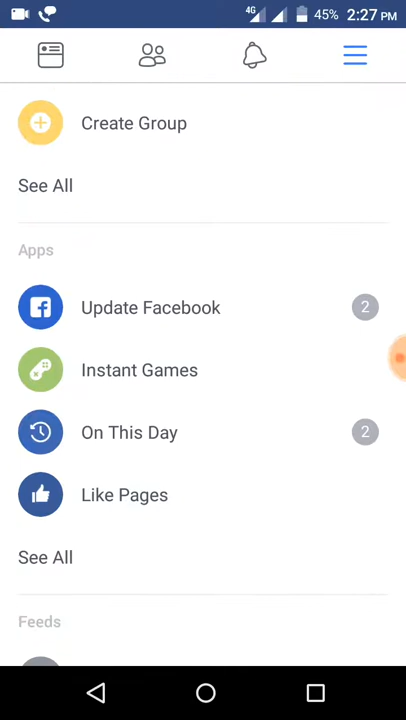 4G 45% 2:27 PM
Create Group
See All
Apps
Update Facebook 2
Instant Games
On This Day 2
Like Pages
See All
Feeds